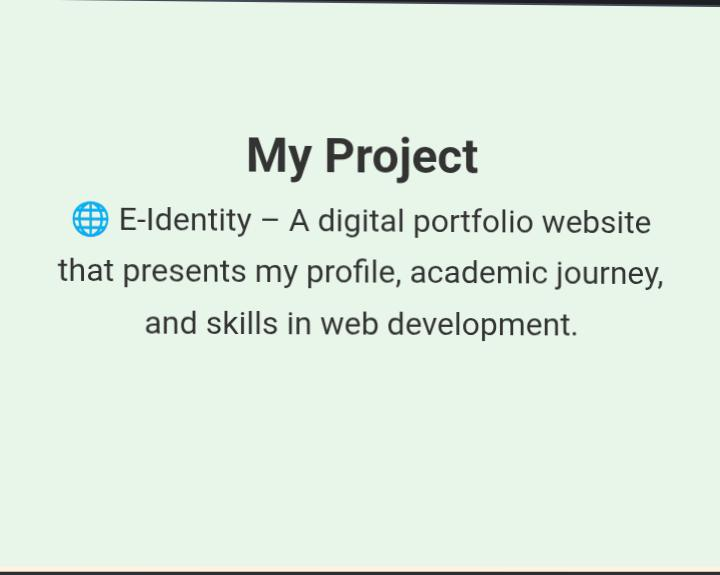 My Project
🌐 E-Identity – A digital portfolio website
that presents my profile, academic journey,
and skills in web development.